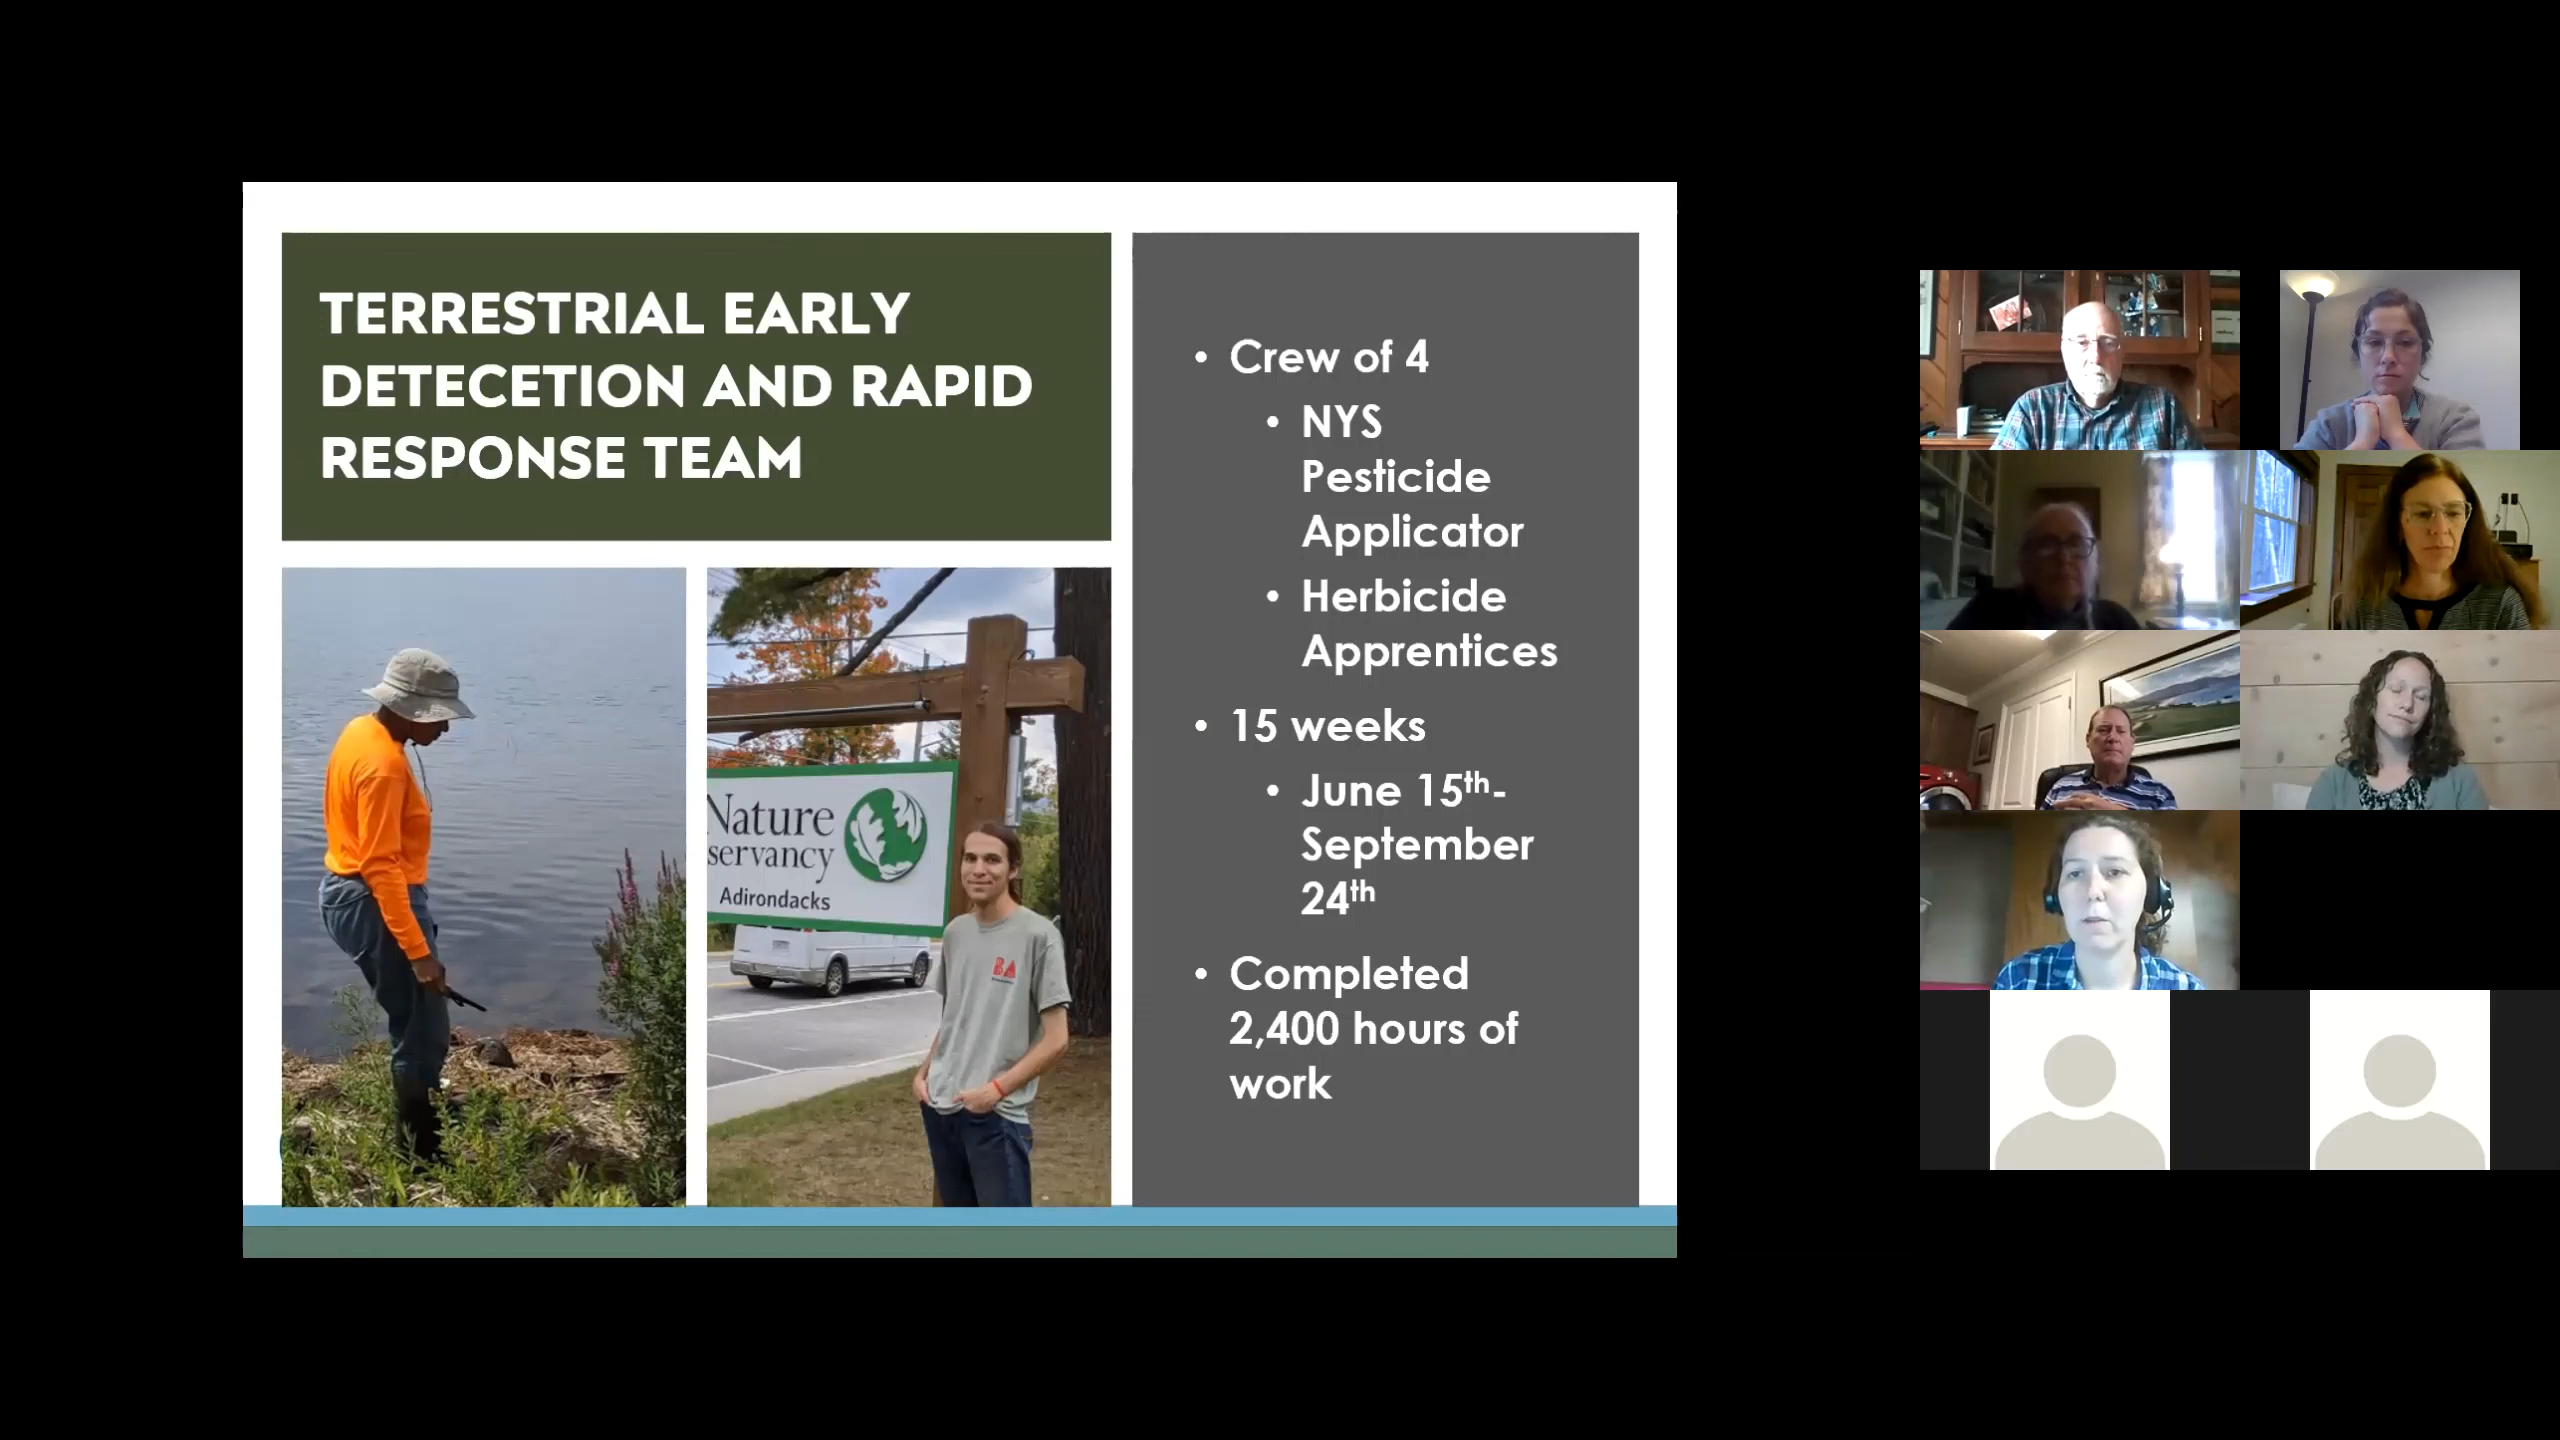 TERRESTRIAL EARLY
DETECETION AND RAPID
RESPONSE TEAM
Nature
servancy
Adirondacks
BA
• Crew of 4
• NYS
Pesticide
Applicator
• Herbicide
Apprentices
• 15 weeks
• June 15th-
September
24th
• Completed
2,400 hours of
work